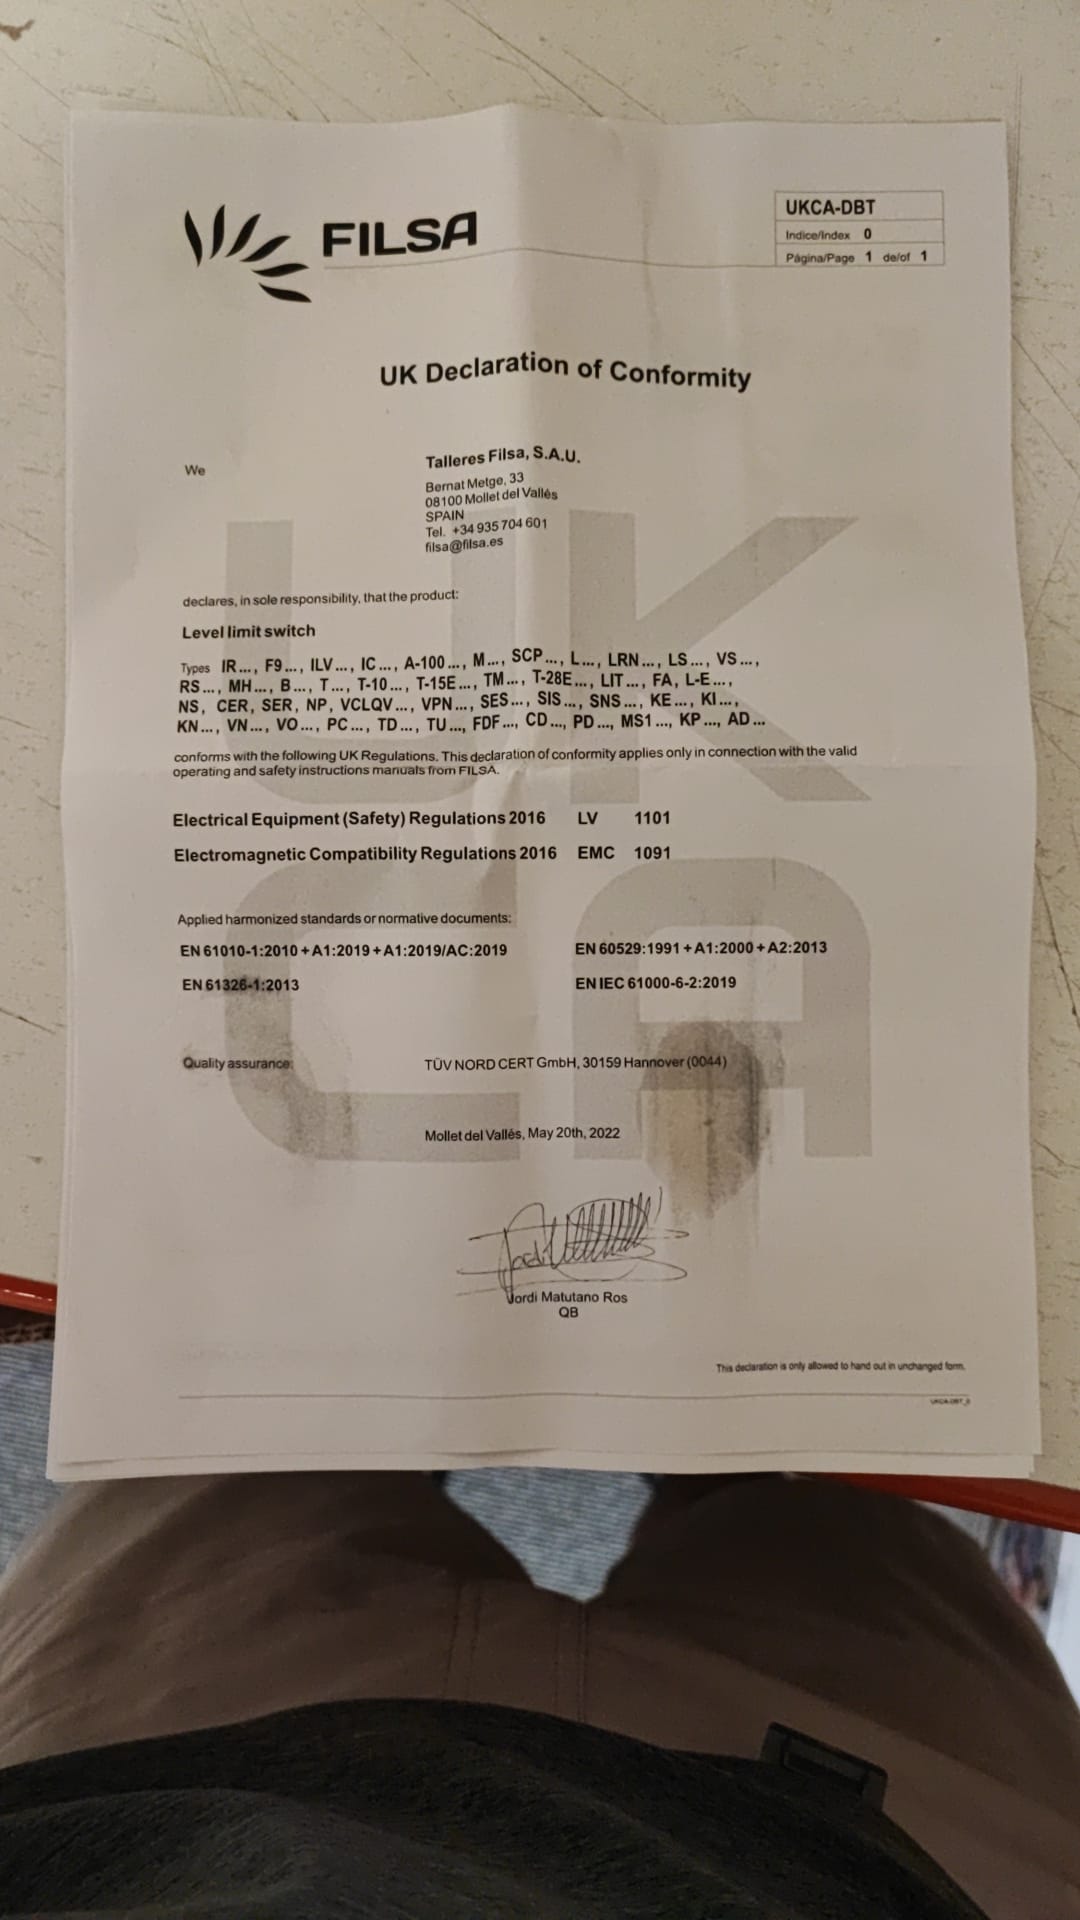 FILSA
UKCA-DBT
Indice/Index 0
Página/Page 1 de/of 1
UK Declaration of Conformity
We
Talleres Filsa, S.A.U.
Bernat Metge, 33
08100 Mollet del Vallés
SPAIN
Tel. +34 935 704 601
filsa@filsa.es
declares, in sole responsibility, that the product:
Level limit switch
Types IR..., F9..., ILV..., IC..., A-100..., M..., SCP..., L..., LRN..., LS..., VS...,
RS..., MH..., B..., T..., T-10..., T-15E..., TM..., T-28E..., LIT..., FA, L-E...,
NS, CER, SER, NP, VCLQV..., VPN..., SES..., SIS..., SNS..., KE..., KI...,
KN..., VN..., VO..., PC..., TD..., TU..., FDF..., CD..., PD..., MS1..., KP..., AD...
conforms with the following UK Regulations. This declaration of conformity applies only in connection with the valid
operating and safety instructions manuals from FILSA.
Electrical Equipment (Safety) Regulations 2016 LV 1101
Electromagnetic Compatibility Regulations 2016 EMC 1091
Applied harmonized standards or normative documents:
EN 61010-1:2010 + A1:2019 + A1:2019/AC:2019 EN 60529:1991 + A1:2000 + A2:2013
EN 61326-1:2013 EN IEC 61000-6-2:2019
Quality assurance: TÜV NORD CERT GmbH, 30159 Hannover (0044)
Mollet del Vallés, May 20th, 2022
Jordi Matutano Ros
QB
This declaration is only allowed to hand out in unchanged form.
UKCA-DBT_0
UK
CA